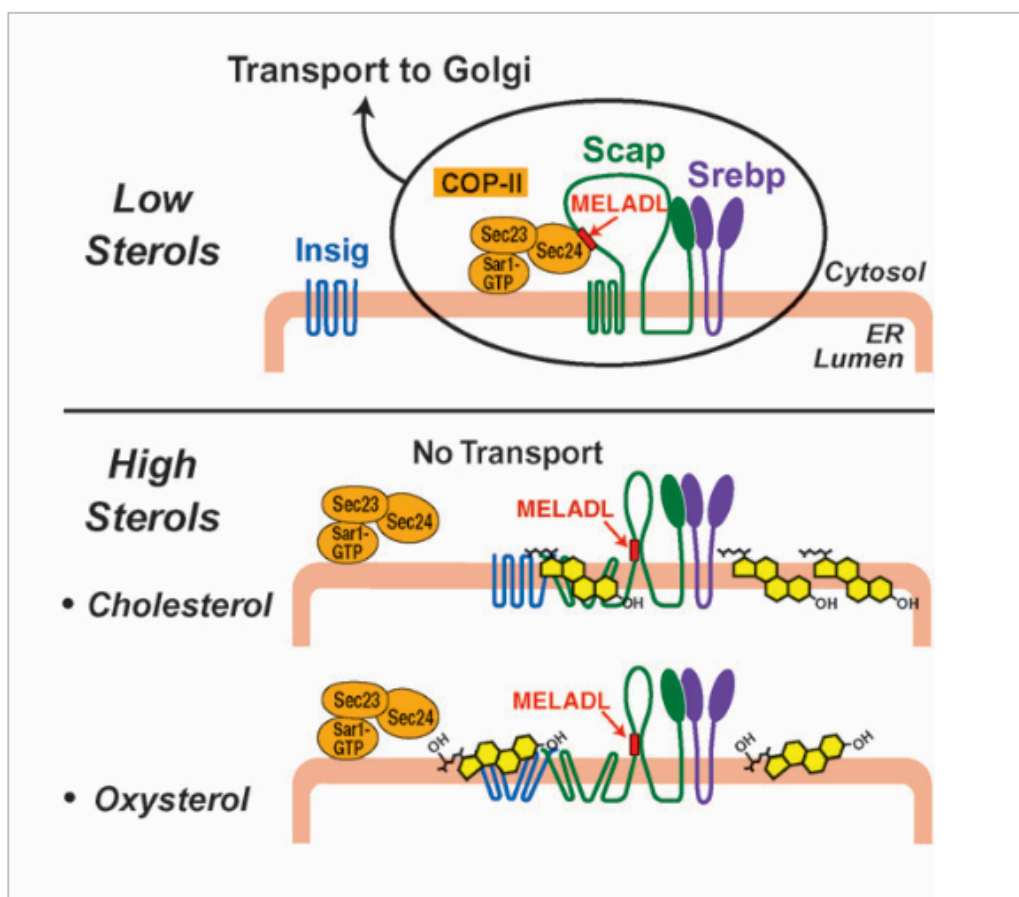 Transport to Golgi
Low
Sterols
COP-II
Scap
Srebp
MELADL
Sec23
Sec24
Sar1-
GTP
Insig
Cytosol
ER
Lumen
High
Sterols
No Transport
Sec23
Sec24
Sar1-
GTP
MELADL
OH
OH
OH
• Cholesterol
Sec23
Sec24
Sar1-
GTP
MELADL
OH
OH
OH
OH
• Oxysterol